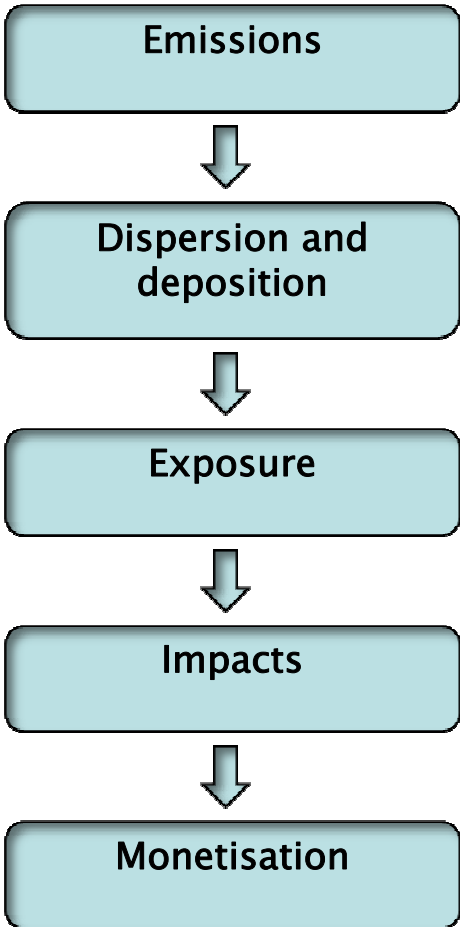 Emissions
Dispersion and
deposition
Exposure
Impacts
Monetisation